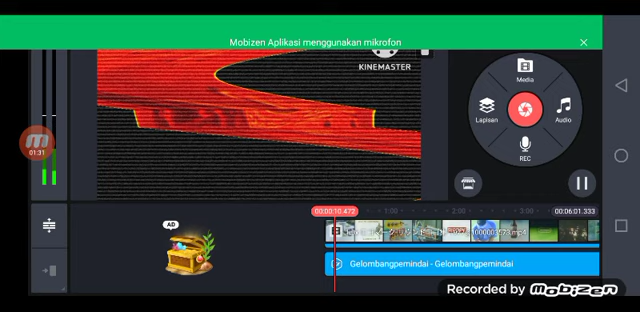 Mobizen Aplikasi menggunakan mikrofon
KINEMASTER
Media
Lapisan
Audio
REC
01:31
00:00:10.472
1:00
2:00
3:00
00:06:01.333
AD
Gelombangpemindai - Gelombangpemindai
Recorded by Mobizen